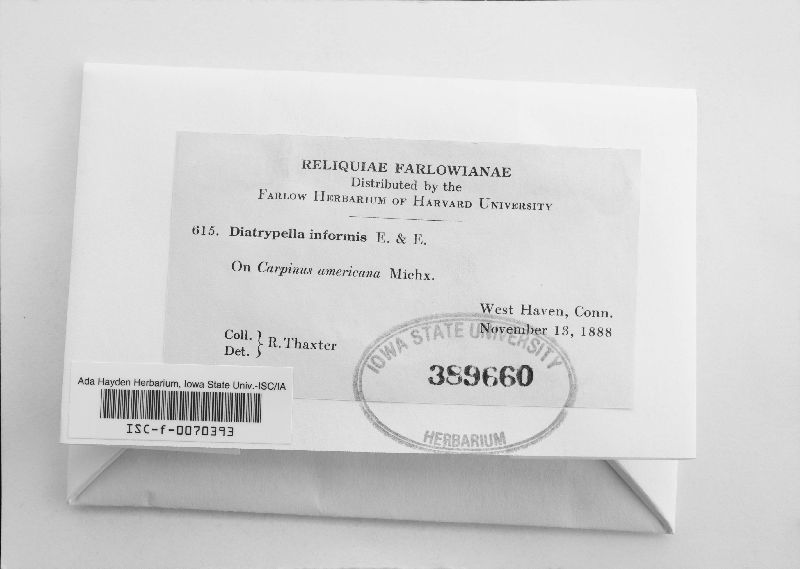 RELIQUIAE FARLOWIANAE
Distributed by the
FARLOW HERBARIUM OF HARVARD UNIVERSITY
615. Diatrypella informis E. & E.
On Carpinus americana Michx.
West Haven, Conn.
November 13, 1888
Coll. } R. Thaxter
Det.
IOWA STATE UNIVERSITY
389660
HERBARIUM
Ada Hayden Herbarium, Iowa State Univ.-ISC/IA
ISC-f-0070393